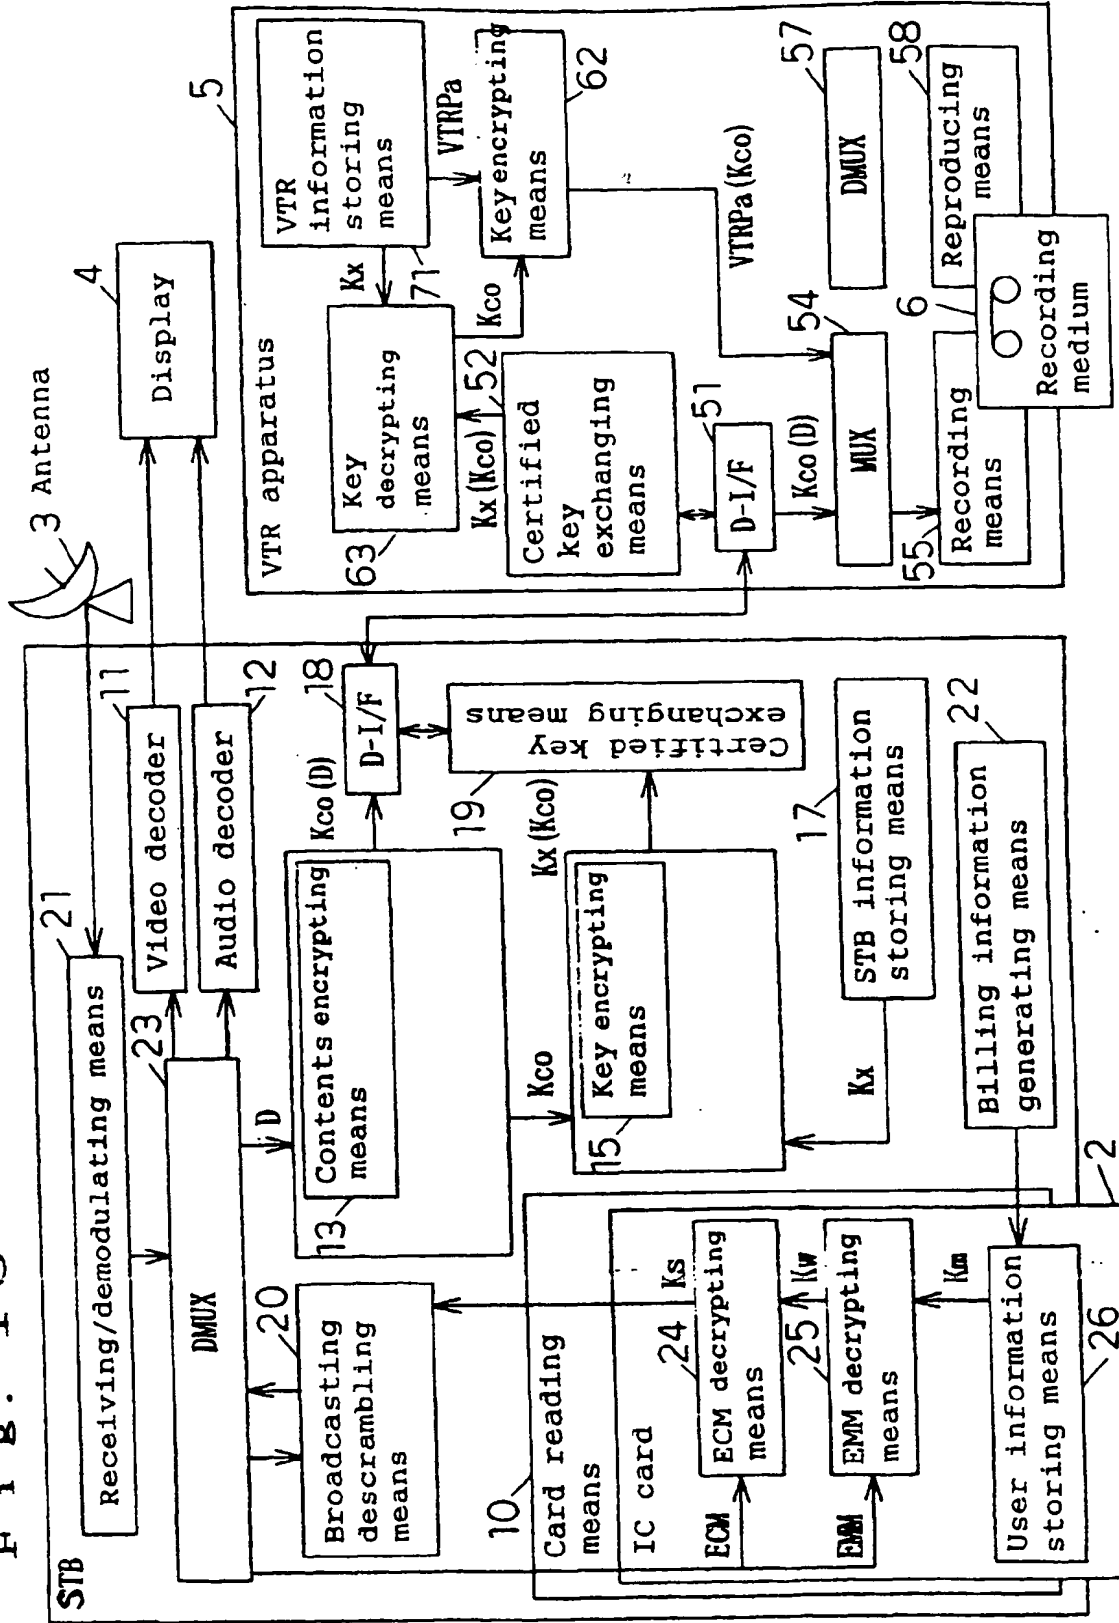 F i g .
STB
21
Receiving/demodulating means
3 Antenna
4
Display
23
DMUX
11
Video decoder
12
Audio decoder
20
Broadcasting
descrambling
means
D
Contents encrypting
means
13
Kco(D)
18
D-I/F
Kco
Key encrypting
means
15
Kx(Kco)
19
Certified key
exchanging means
Kx
17
STB information
storing means
22
Billing information
generating means
10
Card reading
means
IC card
2
Ks
24
ECM decrypting
means
ECM
Kw
25
EMM decrypting
means
EMM
Km
User information
storing means
26
5
VTR apparatus
VTR
information
storing
means
71
Kx
VTRPa
Key
decrypting
means
63
Kco
Key encrypting
means
62
Kx(Kco)
52
Certified
key
exchanging
means
51
D-I/F
VTRPa(Kco)
Kco(D)
54
MUX
57
DMUX
55
Recording
means
6
Recording
medium
58
Reproducing
means